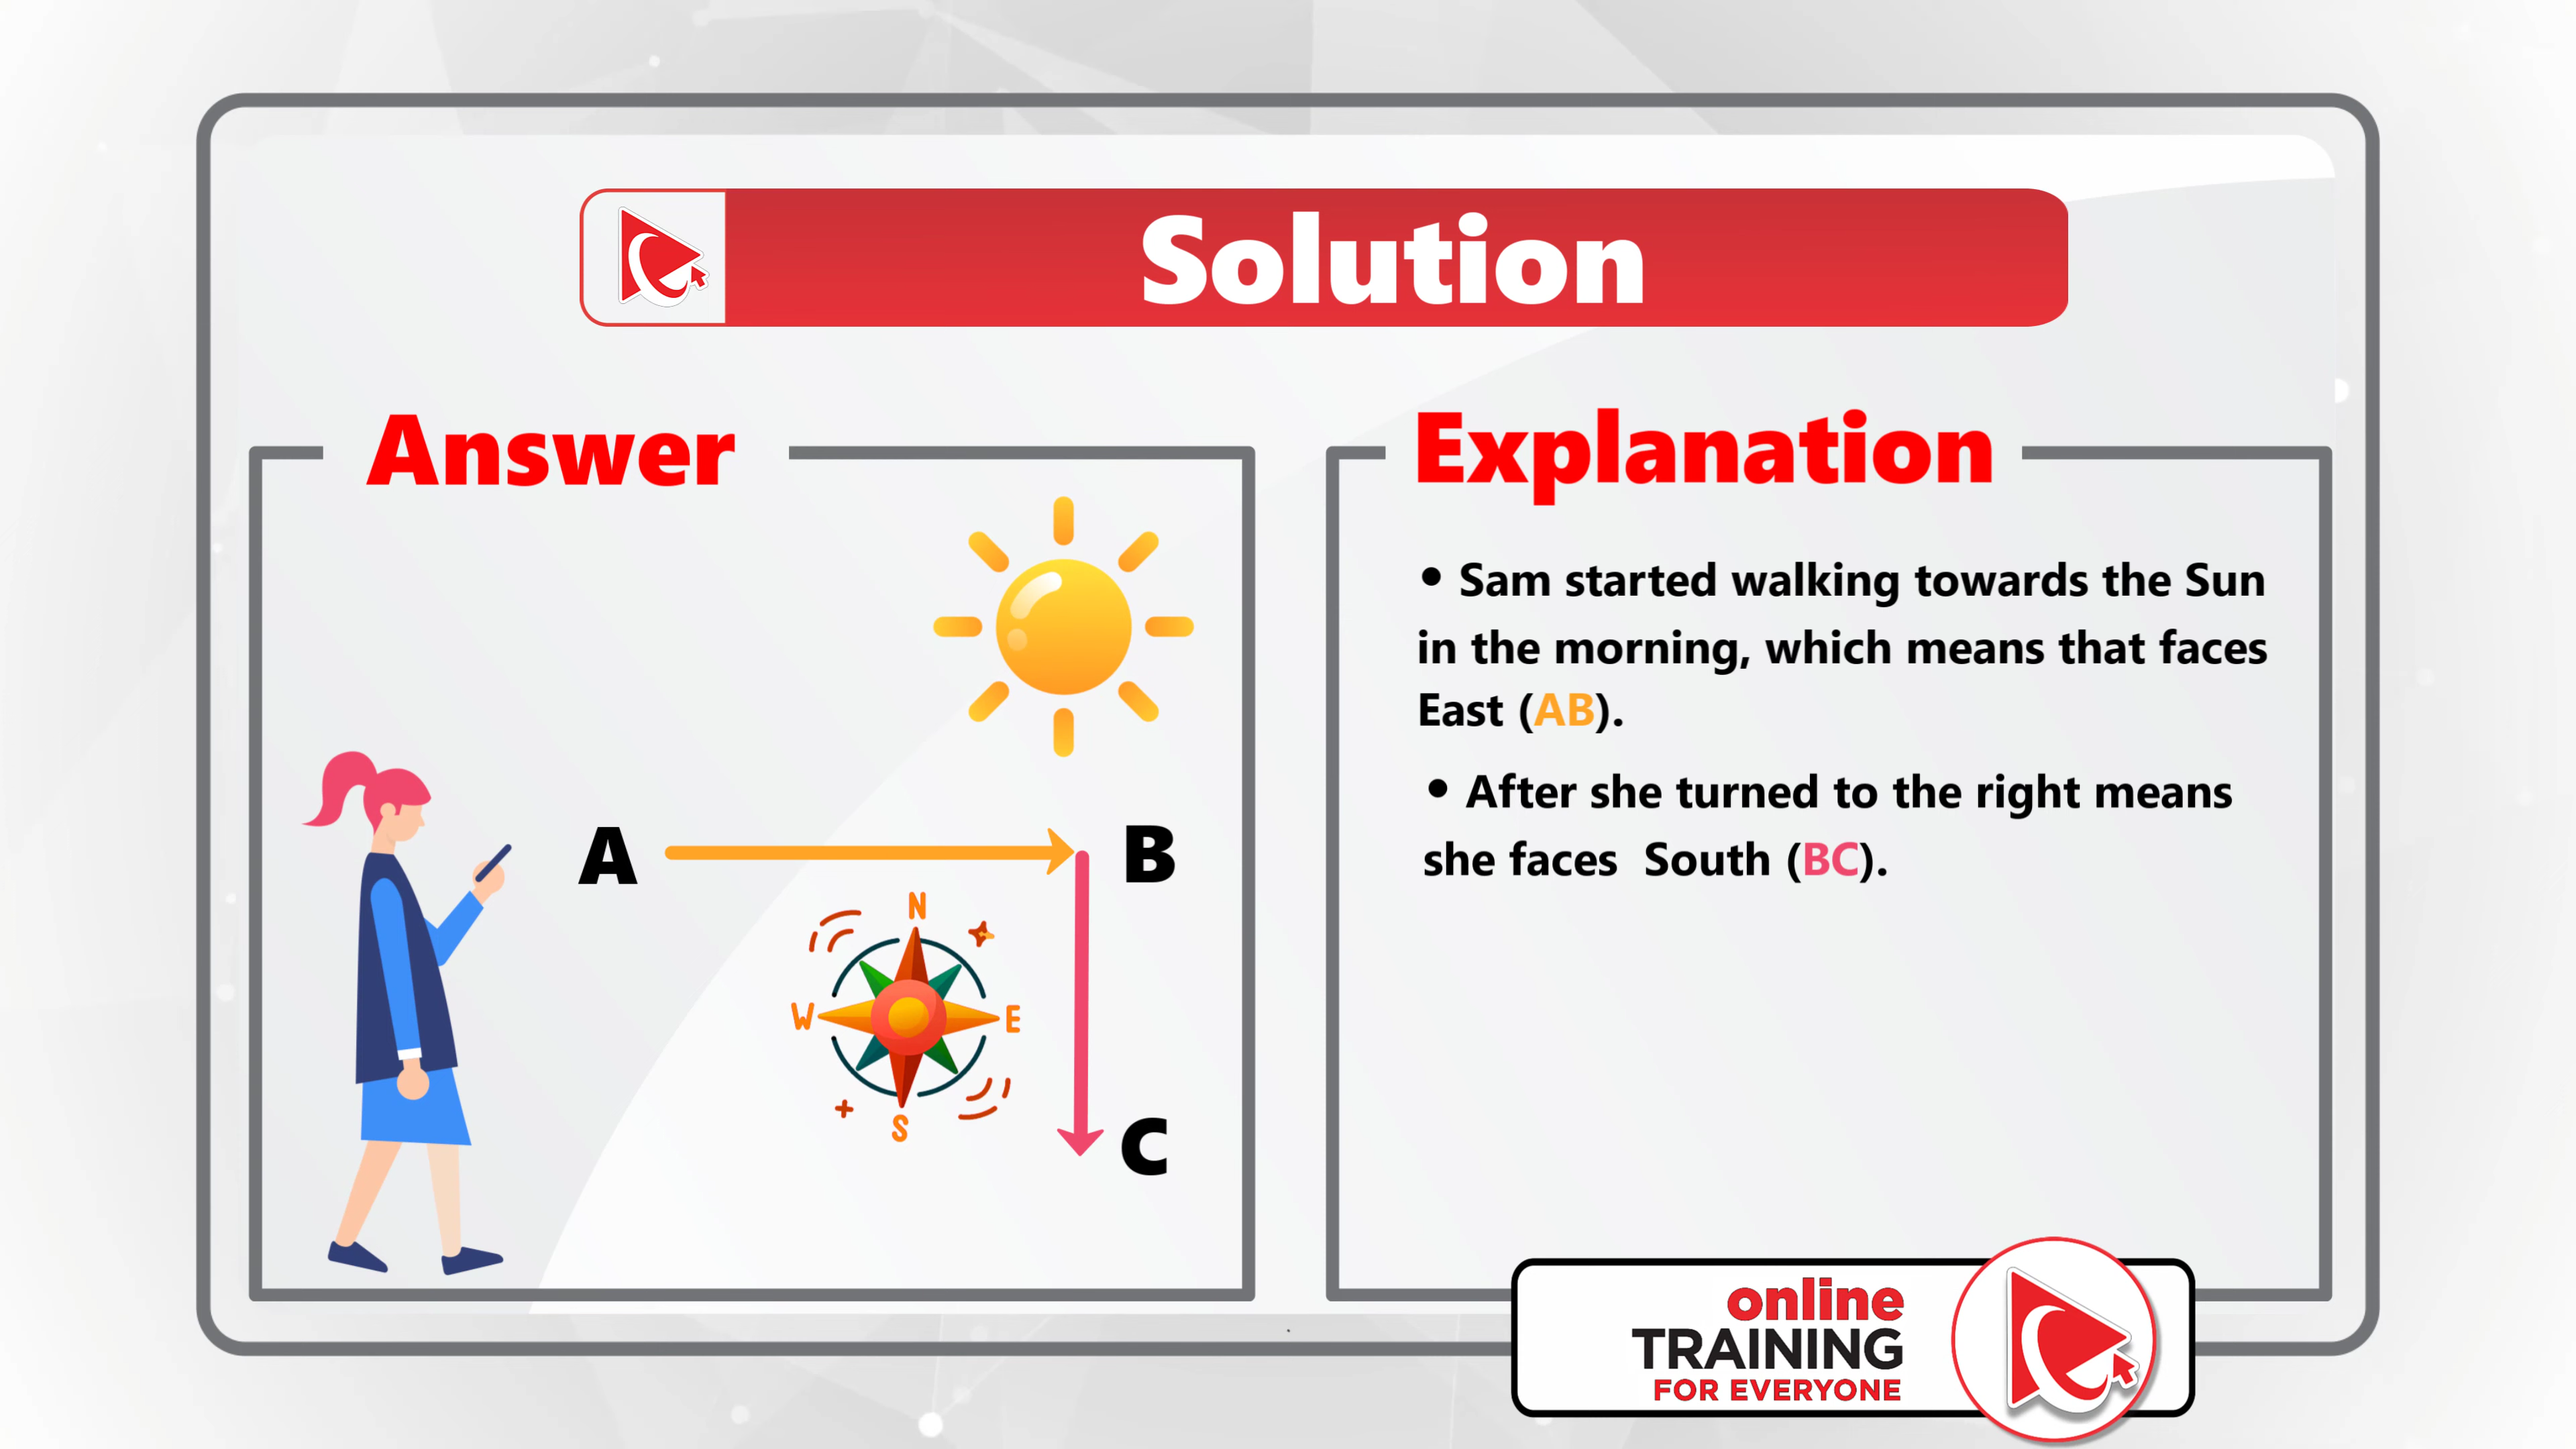 Solution
Answer
A
B
N
W
E
S
C
Explanation
• Sam started walking towards the Sun
in the morning, which means that faces
East (AB).
• After she turned to the right means
she faces South (BC).
online
TRAINING
FOR EVERYONE